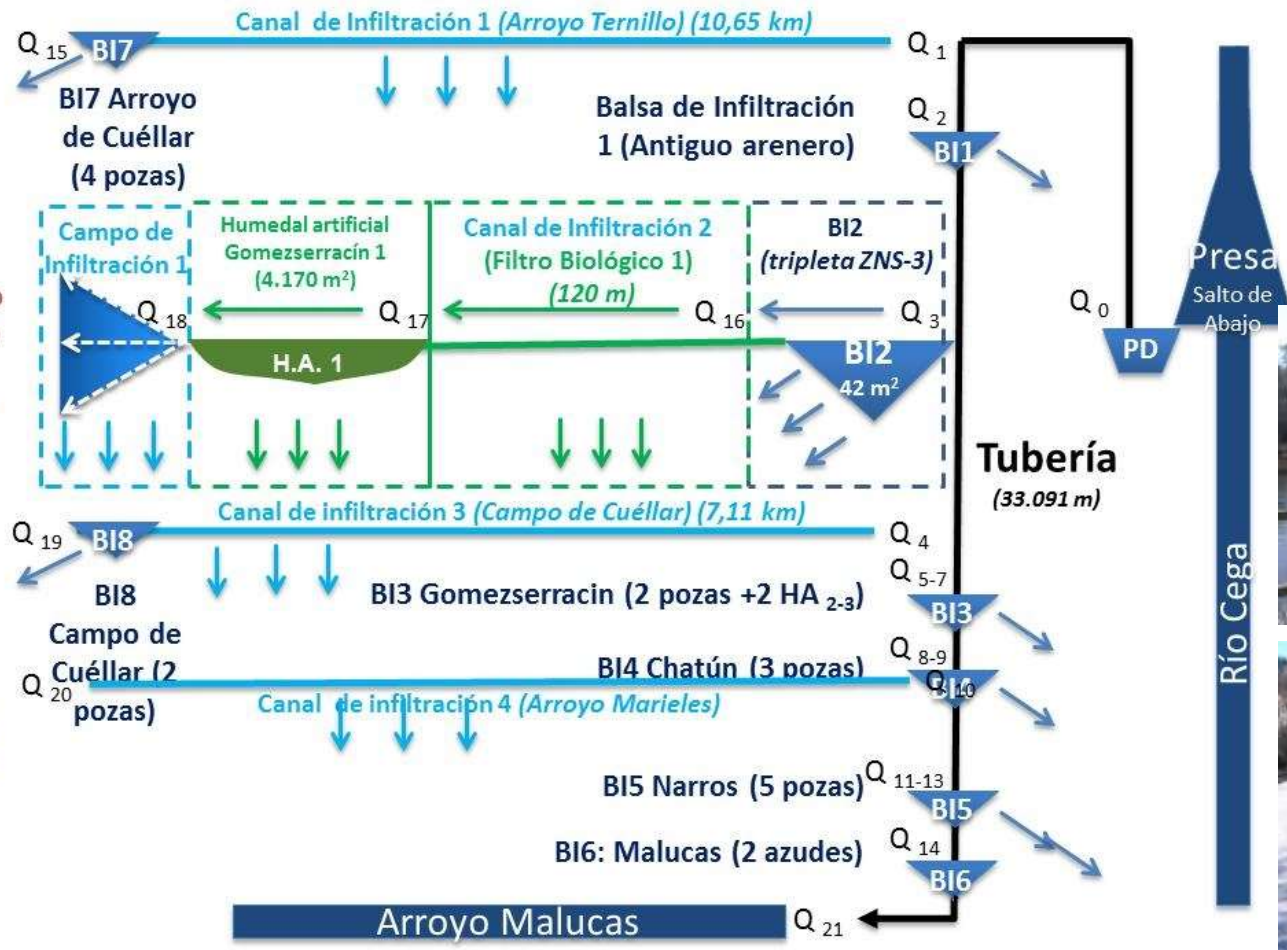 Canal de Infiltración 1 (Arroyo Ternillo) (10,65 km)
Q 15
BI7
Q 1
BI7 Arroyo
de Cuéllar
(4 pozas)
Balsa de Infiltración
1 (Antiguo arenero)
Q 2
BI1
Campo de
Infiltración 1
Humedal artificial
Gomezserracín 1
(4.170 m²)
Canal de Infiltración 2
(Filtro Biológico 1)
(120 m)
BI2
(tripleta ZNS-3)
Q 18
Q 17
Q 16
Q 3
H.A. 1
BI2
42 m²
Q 0
PD
Presa
Salto de
Abajo
Tubería
(33.091 m)
Río Cega
Canal de infiltración 3 (Campo de Cuéllar) (7,11 km)
Q 19
BI8
Q 4
BI8
Campo de
Cuéllar (2
pozas)
Q 5-7
BI3 Gomezserracin (2 pozas +2 HA 2-3)
BI3
Q 8-9
BI4 Chatún (3 pozas)
Q 10
BI4
Q 20
Canal de infiltración 4 (Arroyo Marieles)
BI5 Narros (5 pozas)
Q 11-13
BI5
BI6: Malucas (2 azudes)
Q 14
BI6
Arroyo Malucas
Q 21